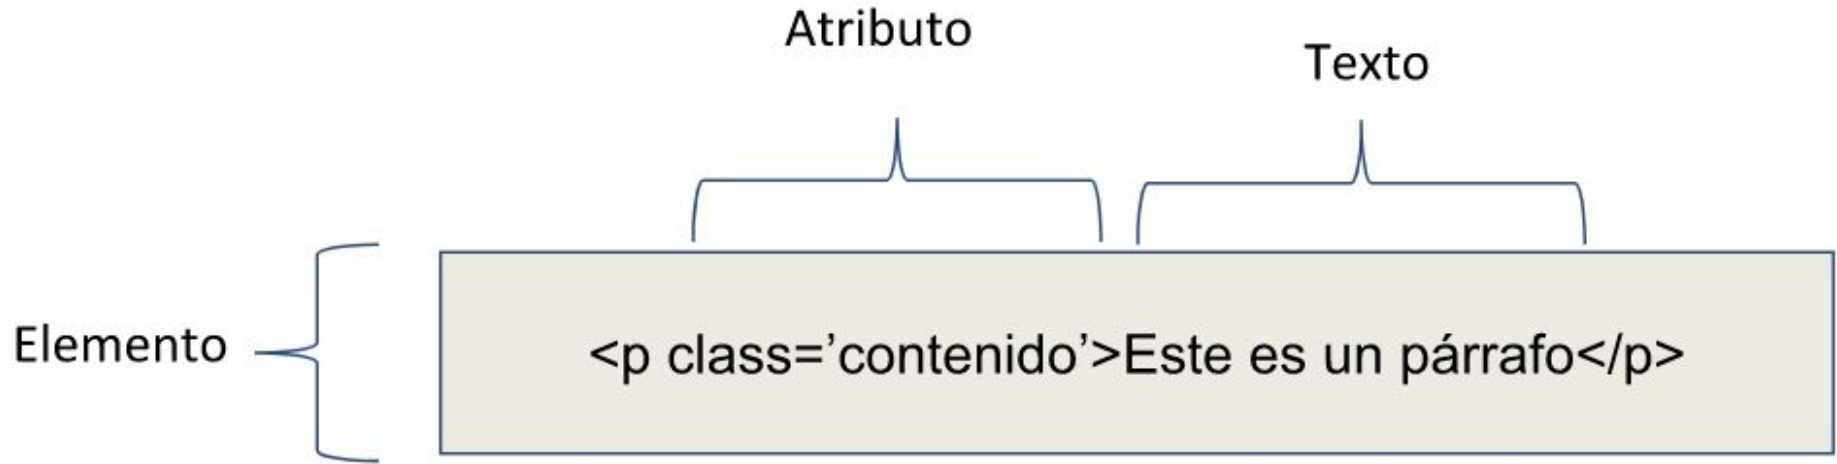 Atributo
Texto
Elemento
<p class=’contenido’>Este es un párrafo</p>